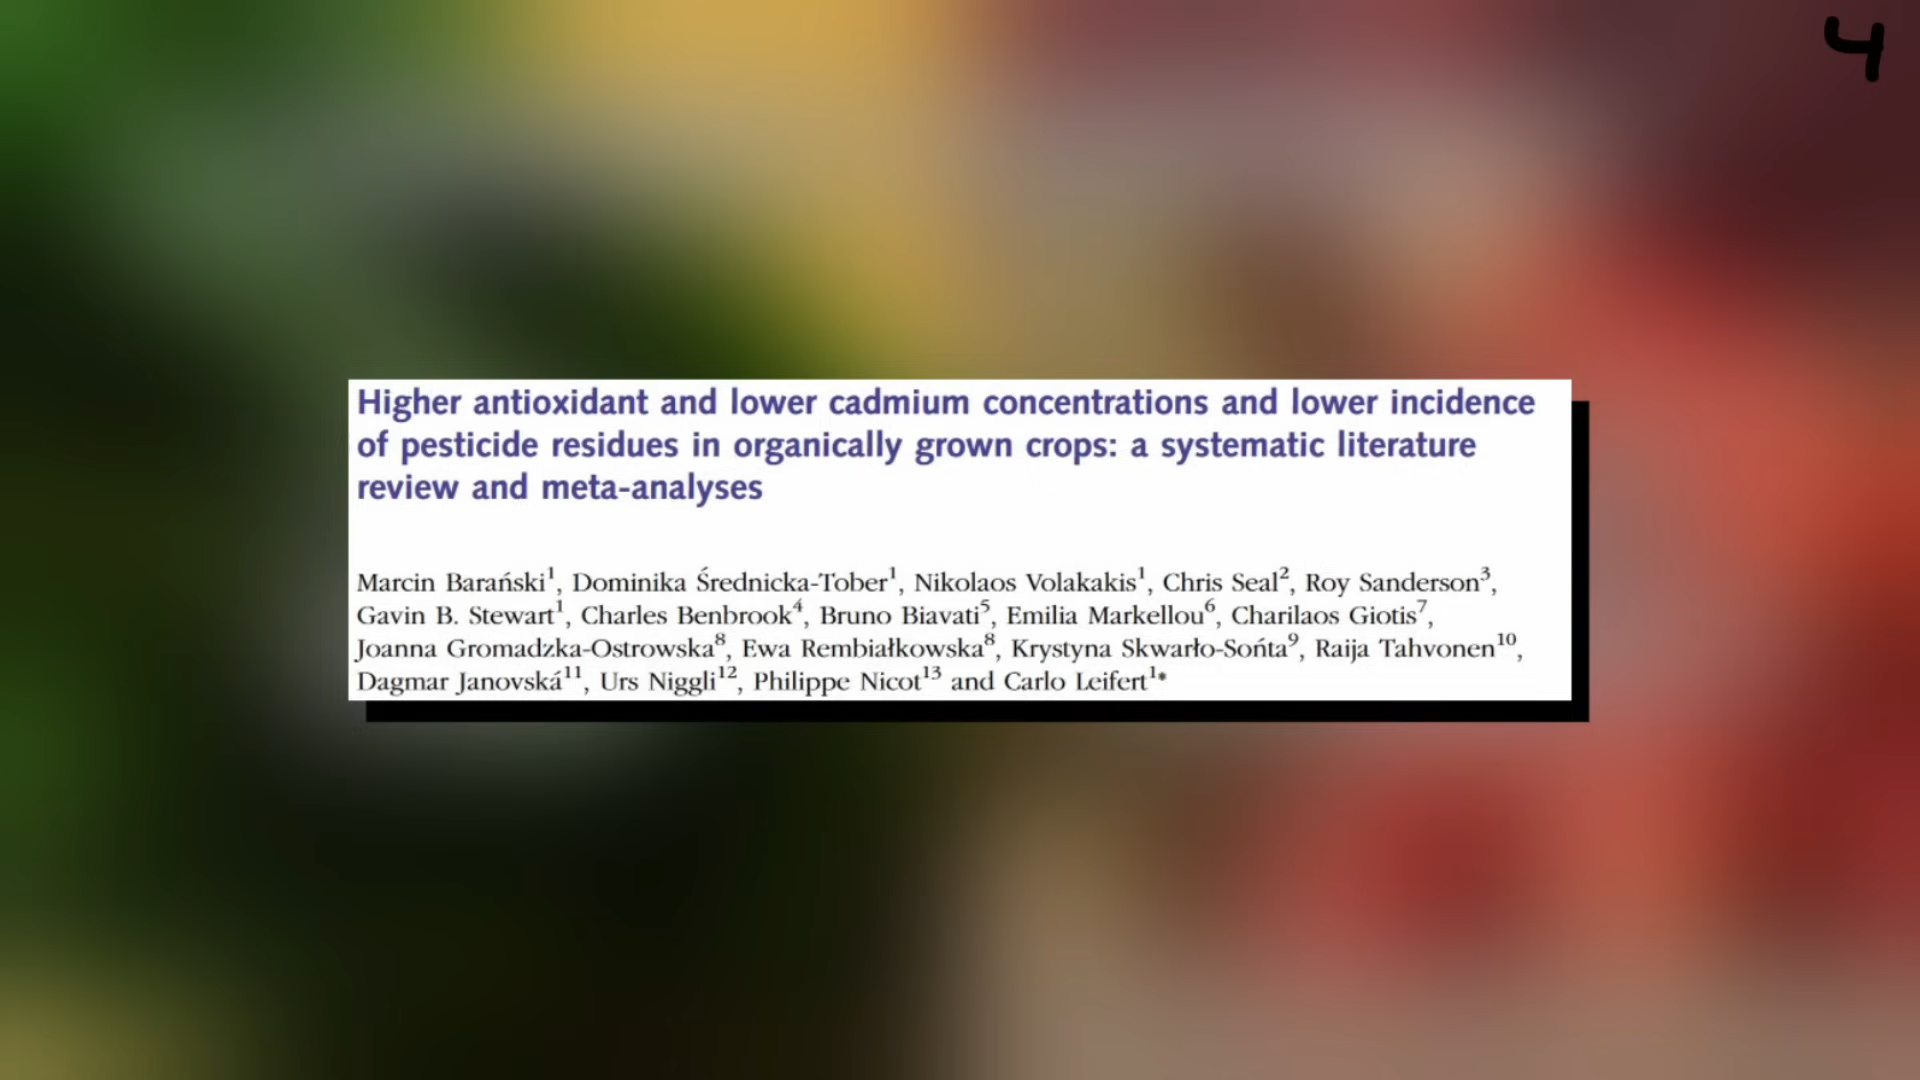 4
Higher antioxidant and lower cadmium concentrations and lower incidence
of pesticide residues in organically grown crops: a systematic literature
review and meta-analyses
Marcin Barański¹, Dominika Średnicka-Tober¹, Nikolaos Volakakis¹, Chris Seal², Roy Sanderson³,
Gavin B. Stewart¹, Charles Benbrook⁴, Bruno Biavati⁵, Emilia Markellou⁶, Charilaos Giotis⁷,
Joanna Gromadzka-Ostrowska⁸, Ewa Rembiałkowska⁸, Krystyna Skwarło-Sońta⁹, Raija Tahvonen¹⁰,
Dagmar Janovská¹¹, Urs Niggli¹², Philippe Nicot¹³ and Carlo Leifert¹*